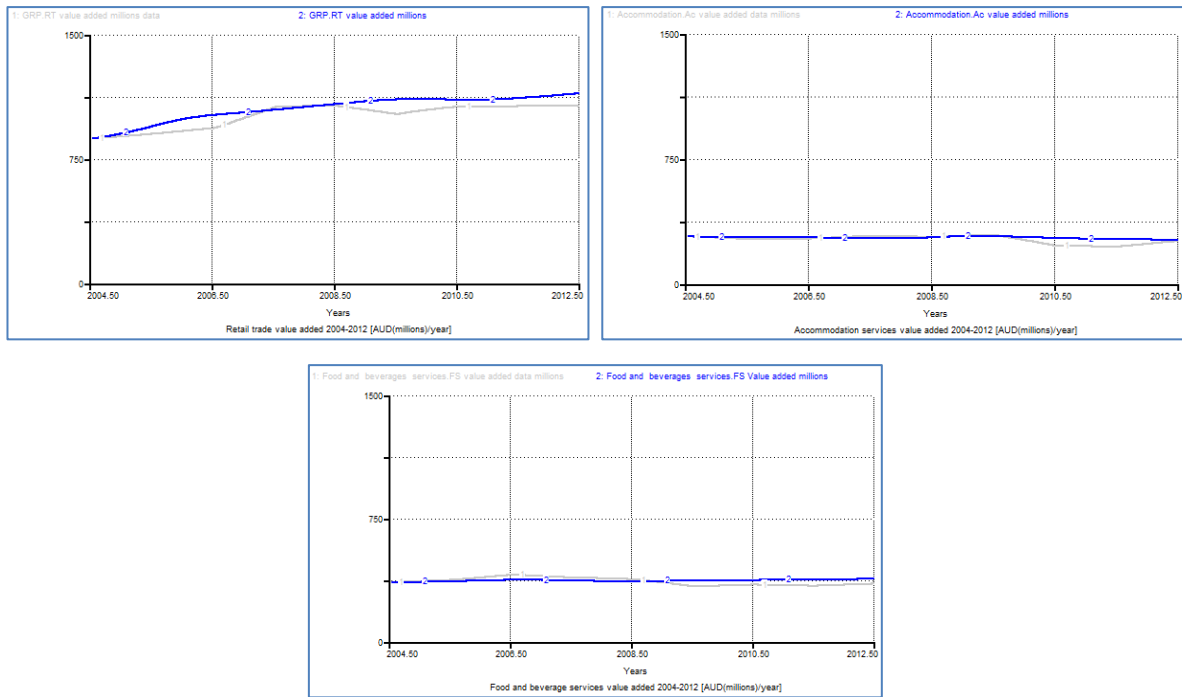 1: GRP.RT value added millions data 2: GRP.RT value added millions
1500
750
0
2004.50 2006.50 2008.50 2010.50 2012.50
Years
Retail trade value added 2004-2012 [AUD(millions)/year]
1: Accommodation.Ac value added data millions 2: Accommodation.Ac value added millions
1500
750
0
2004.50 2006.50 2008.50 2010.50 2012.50
Years
Accommodation services value added 2004-2012 [AUD(millions)/year]
1: Food and beverages services.FS value added data millions 2: Food and beverages services.FS Value added millions
1500
750
0
2004.50 2006.50 2008.50 2010.50 2012.50
Years
Food and beverage services value added 2004-2012 [AUD(millions)/year]